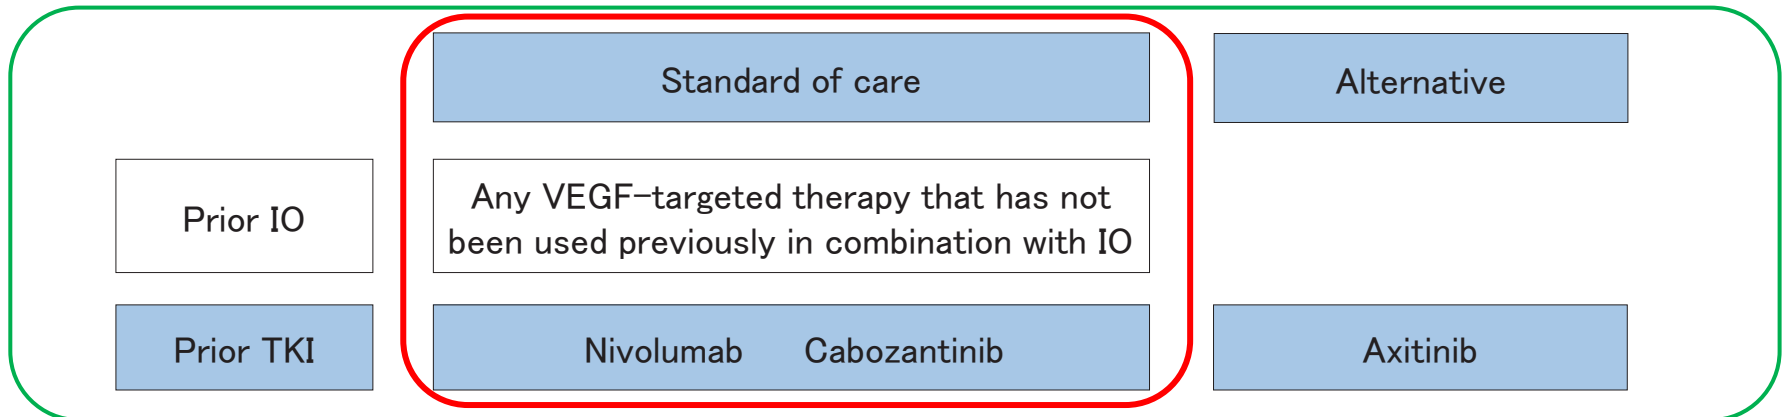 Standard of care
Alternative
Prior IO
Any VEGF-targeted therapy that has not
been used previously in combination with IO
Prior TKI
Nivolumab Cabozantinib
Axitinib